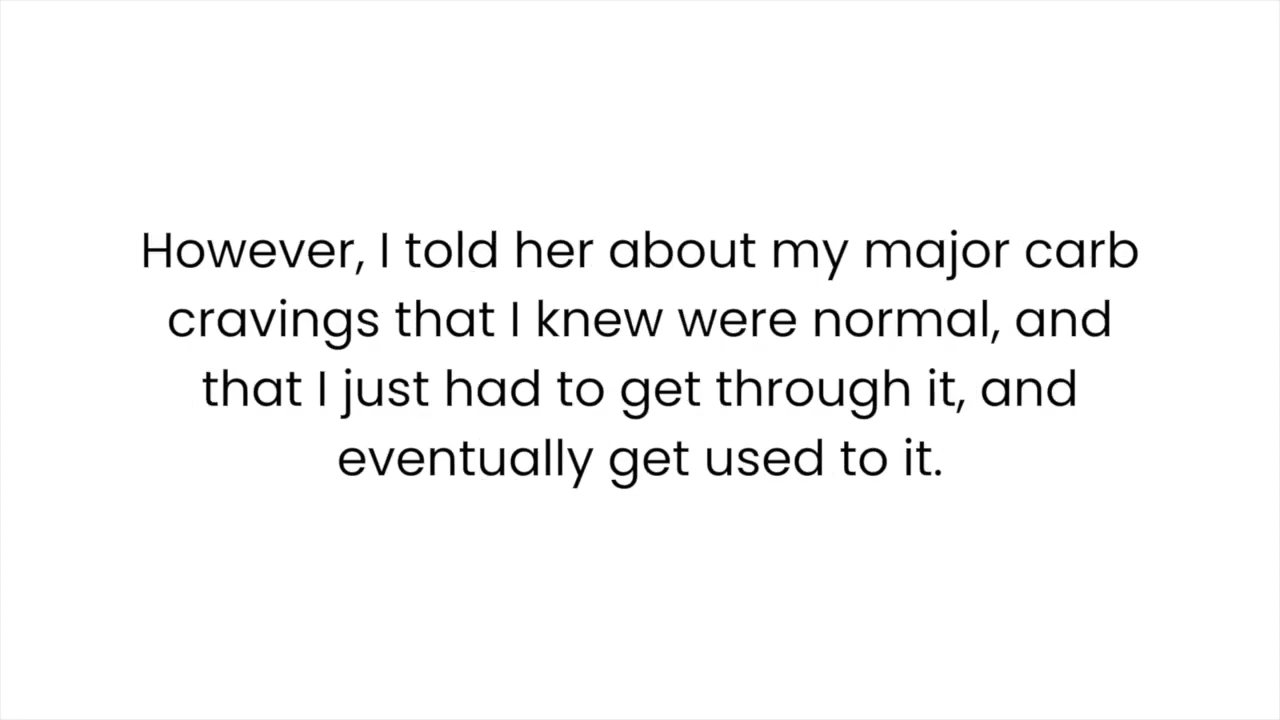 However, I told her about my major carb
cravings that I knew were normal, and
that I just had to get through it, and
eventually get used to it.